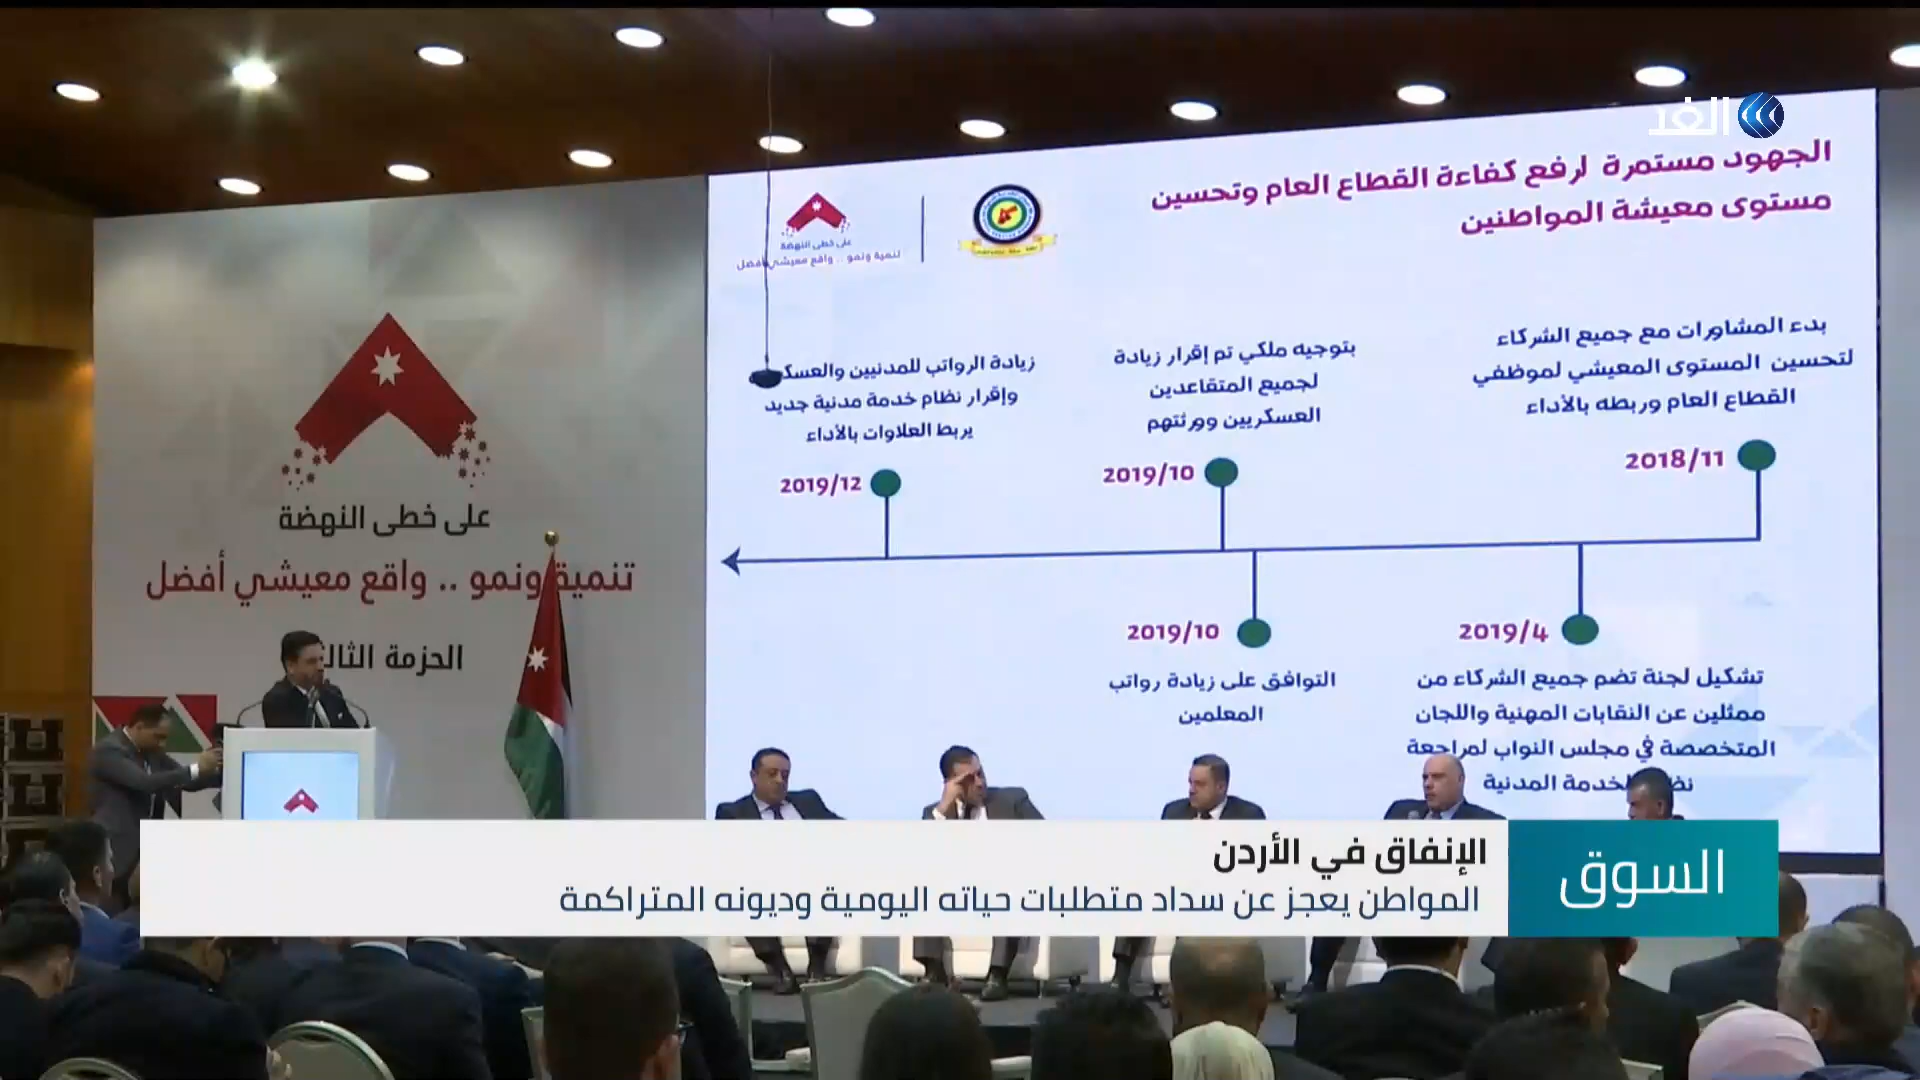 الغد
الجهود مستمرة لرفع كفاءة القطاع العام وتحسين
مستوى معيشة المواطنين
على خطى النهضة
تنمية ونمو .. واقع معيشي أفضل
بدء المشاورات مع جميع الشركاء
لتحسين المستوى المعيشي لموظفي
القطاع العام وربطه بالأداء
2018/11
بتوجيه ملكي تم إقرار زيادة
لجميع المتقاعدين
العسكريين وورثتهم
2019/10
زيادة الرواتب للمدنيين
وإقرار نظام خدمة مدنية جديد
يربط العلاوات بالأداء
2019/12
2019/4
تشكيل لجنة تضم جميع الشركاء من
ممثلين عن النقابات المهنية واللجان
المتخصصة في مجلس النواب لمراجعة
الخدمة المدنية
2019/10
التوافق على زيادة رواتب
المعلمين
على خطى النهضة
تنمية ونمو .. واقع معيشي أفضل
الحزمة
السوق
الإنفاق في الأردن
المواطن يعجز عن سداد متطلبات حياته اليومية وديونه المتراكمة